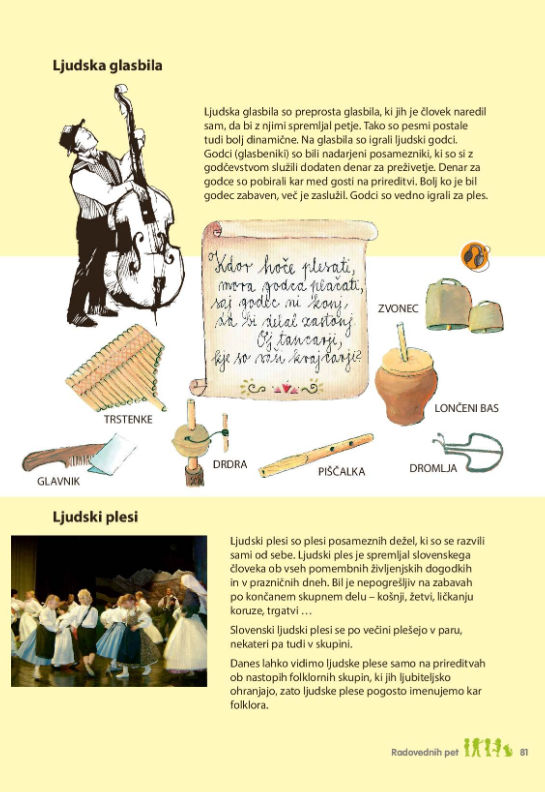 Ljudska glasbila
Ljudska glasbila so preprosta glasbila, ki jih je človek naredil
sam, da bi z njimi spremljal petje. Tako so pesmi postale
tudi bolj dinamične. Na glasbila so igrali ljudski godci.
Godci (glasbeniki) so bili nadarjeni posamezniki, ko so si z
godčevstvom služili dodaten denar za preživetje. Denar za
godce so pobirali kar med gosti na prireditvi. Bolj ko je bil
godec zabaven, več je zaslužil. Godci so vedno igrali za ples.
Kdor hoče plesati,
mora godca plačati,
saj godec ni konj,
da bi delal zastonj.
Oj tancarji,
kje so vaši krajcarji?
ZVONEC
TRSTENKE
LONČENI BAS
GLAVNIK
DRDRA
PIŠČALKA
DROMLJA
Ljudski plesi
Ljudski plesi so plesi posameznih dežel, ki so se razvili
sami od sebe. Ljudski ples je spremljal slovenskega
človeka ob vseh pomembnih življenjskih dogodkih
in v prazničnih dneh. Bil je nepogrešljiv na zabavah
po končanem skupnem delu – košnji, žetvi, ličkanju
koruze, trgatvi …
Slovenski ljudski plesi se po večini plešejo v paru,
nekateri pa tudi v skupini.
Danes lahko vidimo ljudske plese samo na prireditvah
ob nastopih folklornih skupin, ki jih ljubiteljsko
ohranjajo, zato ljudske plese pogosto imenujemo kar
folklora.
Radovednih pet 81